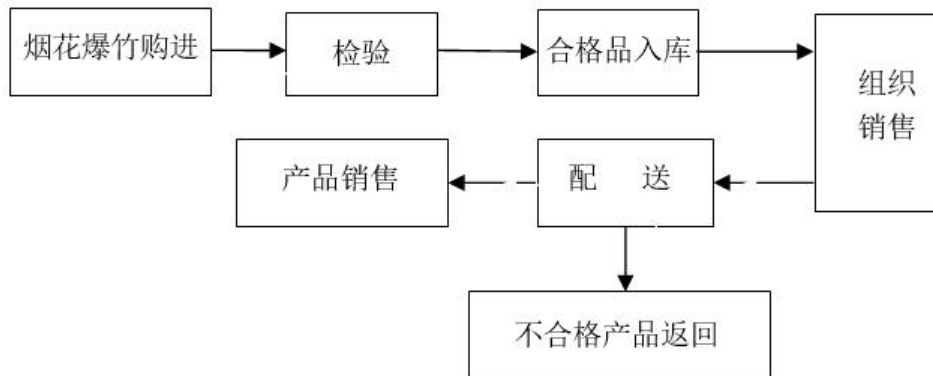 烟花爆竹购进
检验
合格品入库
组织
销售
配 送
产品销售
不合格产品返回